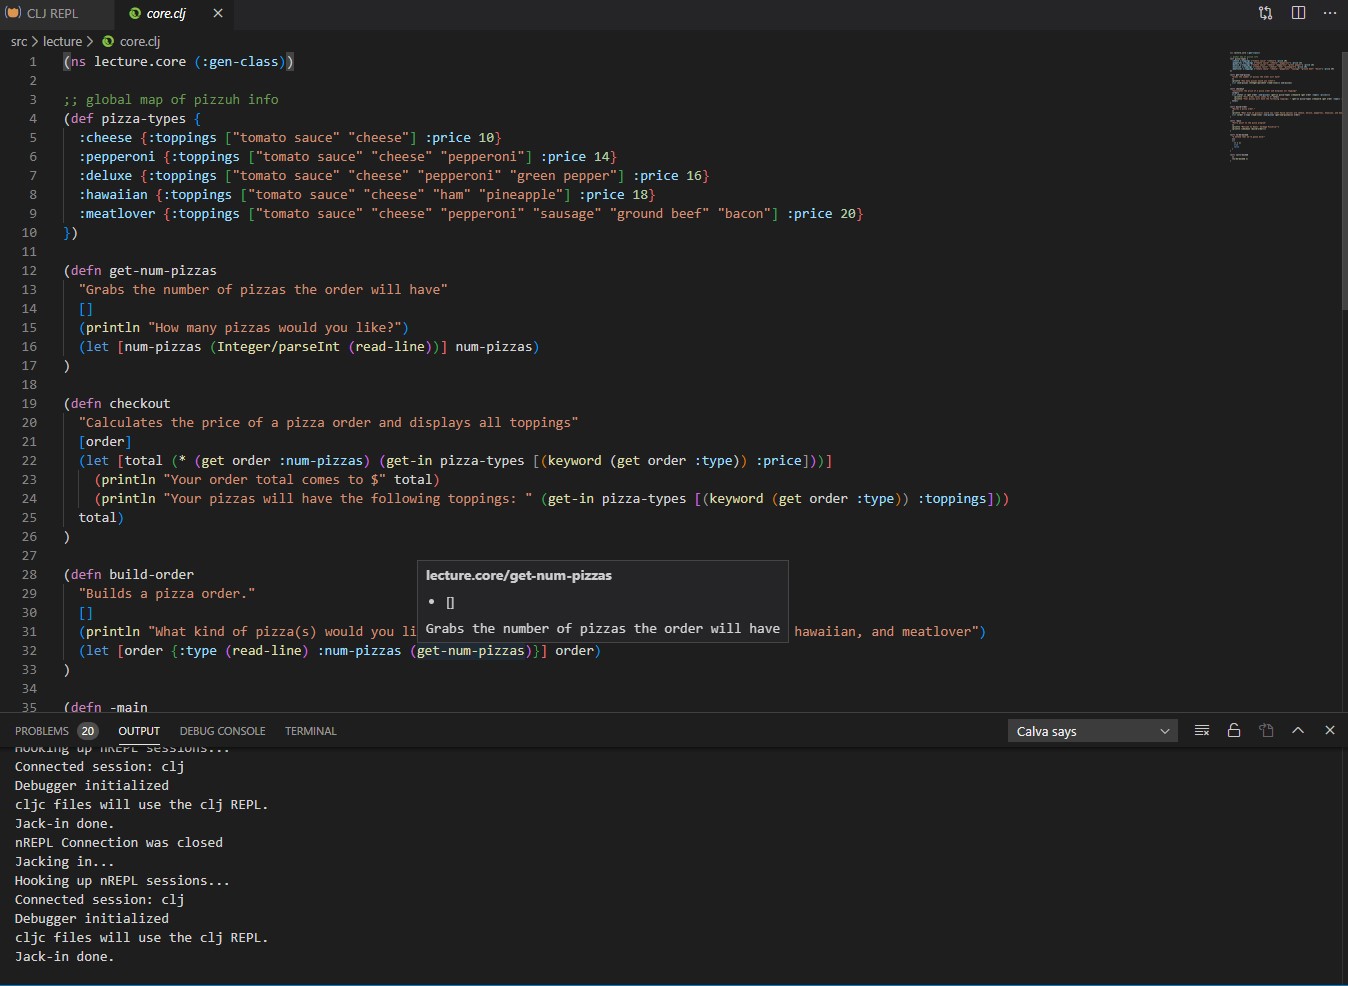 CLJ REPL
core.clj
src > lecture > core.clj
1 (ns lecture.core (:gen-class))
2
3 ;; global map of pizzuh info
4 (def pizza-types {
5 :cheese {:toppings ["tomato sauce" "cheese"] :price 10}
6 :pepperoni {:toppings ["tomato sauce" "cheese" "pepperoni"] :price 14}
7 :deluxe {:toppings ["tomato sauce" "cheese" "pepperoni" "green pepper"] :price 16}
8 :hawaiian {:toppings ["tomato sauce" "cheese" "ham" "pineapple"] :price 18}
9 :meatlover {:toppings ["tomato sauce" "cheese" "pepperoni" "sausage" "ground beef" "bacon"] :price 20}
10 })
11
12 (defn get-num-pizzas
13 "Grabs the number of pizzas the order will have"
14 []
15 (println "How many pizzas would you like?")
16 (let [num-pizzas (Integer/parseInt (read-line))] num-pizzas)
17 )
18
19 (defn checkout
20 "Calculates the price of a pizza order and displays all toppings"
21 [order]
22 (let [total (* (get order :num-pizzas) (get-in pizza-types [(keyword (get order :type)) :price]))]
23 (println "Your order total comes to $" total)
24 (println "Your pizzas will have the following toppings: " (get-in pizza-types [(keyword (get order :type)) :toppings]))
25 total)
26 )
27
28 (defn build-order
29 "Builds a pizza order."
30 []
31 (println "What kind of pizza(s) would you li hawaiian, and meatlover")
32 (let [order {:type (read-line) :num-pizzas (get-num-pizzas)}] order)
33 )
34
35 (defn -main
lecture.core/get-num-pizzas
• []
Grabs the number of pizzas the order will have
PROBLEMS 20 OUTPUT DEBUG CONSOLE TERMINAL Calva says
Hooking up nREPL sessions...
Connected session: clj
Debugger initialized
cljc files will use the clj REPL.
Jack-in done.
nREPL Connection was closed
Jacking in...
Hooking up nREPL sessions...
Connected session: clj
Debugger initialized
cljc files will use the clj REPL.
Jack-in done.